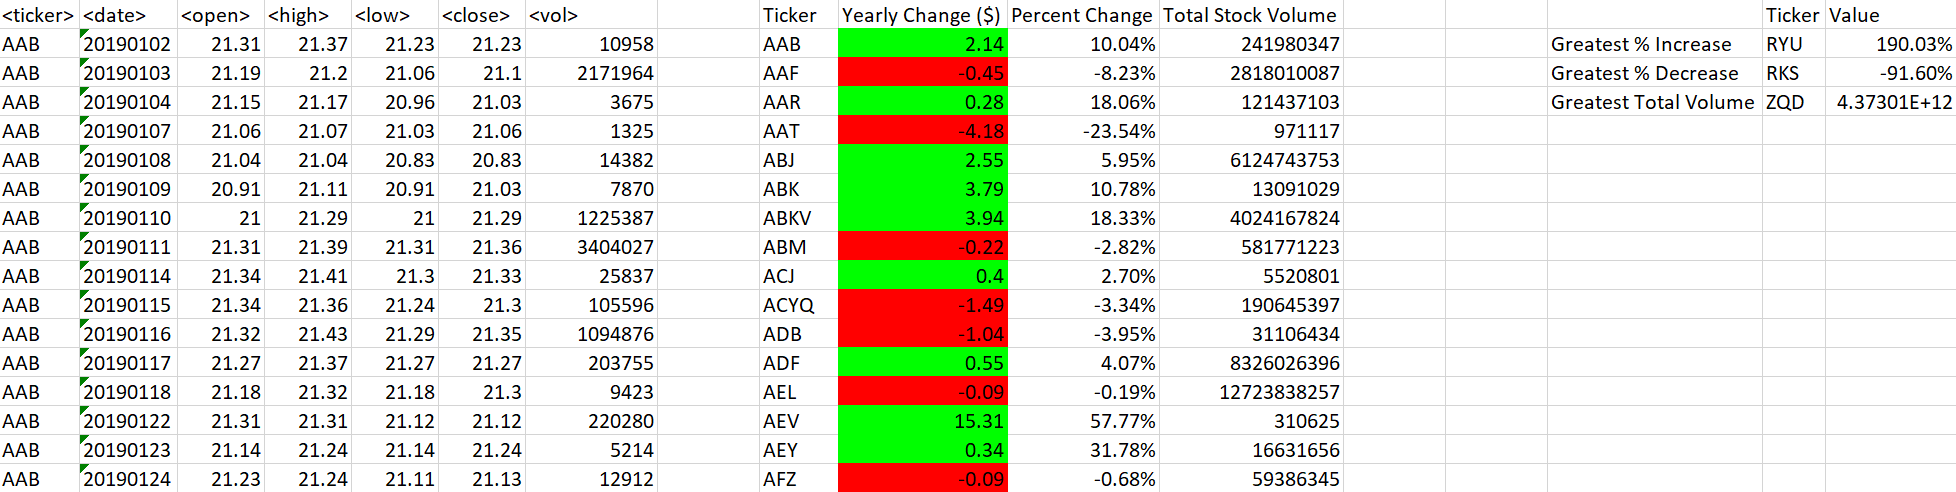 <ticker> <date> <open> <high> <low> <close> <vol> Ticker Yearly Change ($) Percent Change Total Stock Volume Ticker Value
AAB 20190102 21.31 21.37 21.23 21.23 10958 AAB 2.14 10.04% 241980347 Greatest % Increase RYU 190.03%
AAB 20190103 21.19 21.2 21.06 21.1 2171964 AAF -0.45 -8.23% 2818010087 Greatest % Decrease RKS -91.60%
AAB 20190104 21.15 21.17 20.96 21.03 3675 AAR 0.28 18.06% 121437103 Greatest Total Volume ZQD 4.37301E+12
AAB 20190107 21.06 21.07 21.03 21.06 1325 AAT -4.18 -23.54% 971117
AAB 20190108 21.04 21.04 20.83 20.83 14382 ABJ 2.55 5.95% 6124743753
AAB 20190109 20.91 21.11 20.91 21.03 7870 ABK 3.79 10.78% 13091029
AAB 20190110 21 21.29 21 21.29 1225387 ABKV 3.94 18.33% 4024167824
AAB 20190111 21.31 21.39 21.31 21.36 3404027 ABM -0.22 -2.82% 581771223
AAB 20190114 21.34 21.41 21.3 21.33 25837 ACJ 0.4 2.70% 5520801
AAB 20190115 21.34 21.36 21.24 21.3 105596 ACYQ -1.49 -3.34% 190645397
AAB 20190116 21.32 21.43 21.29 21.35 1094876 ADB -1.04 -3.95% 31106434
AAB 20190117 21.27 21.37 21.27 21.27 203755 ADF 0.55 4.07% 8326026396
AAB 20190118 21.18 21.32 21.18 21.3 9423 AEL -0.09 -0.19% 12723838257
AAB 20190122 21.31 21.31 21.12 21.12 220280 AEV 15.31 57.77% 310625
AAB 20190123 21.14 21.24 21.14 21.24 5214 AEY 0.34 31.78% 16631656
AAB 20190124 21.23 21.24 21.11 21.13 12912 AFZ -0.09 -0.68% 59386345